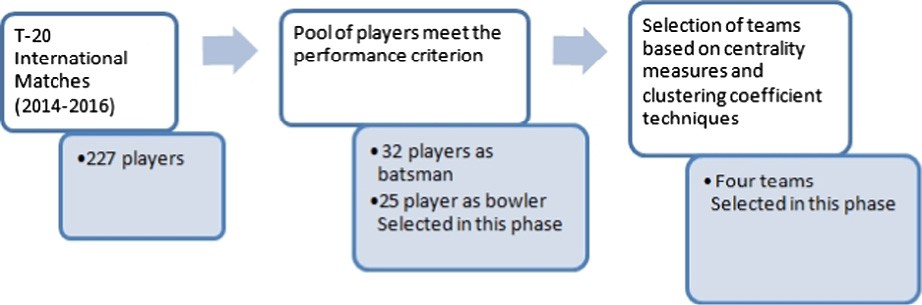 T-20
International
Matches
(2014-2016)
•227 players
Pool of players meet the
performance criterion
• 32 players as
batsman
•25 player as bowler
Selected in this phase
Selection of teams
based on centrality
measures and
clustering coefficient
techniques
• Four teams
Selected in this phase